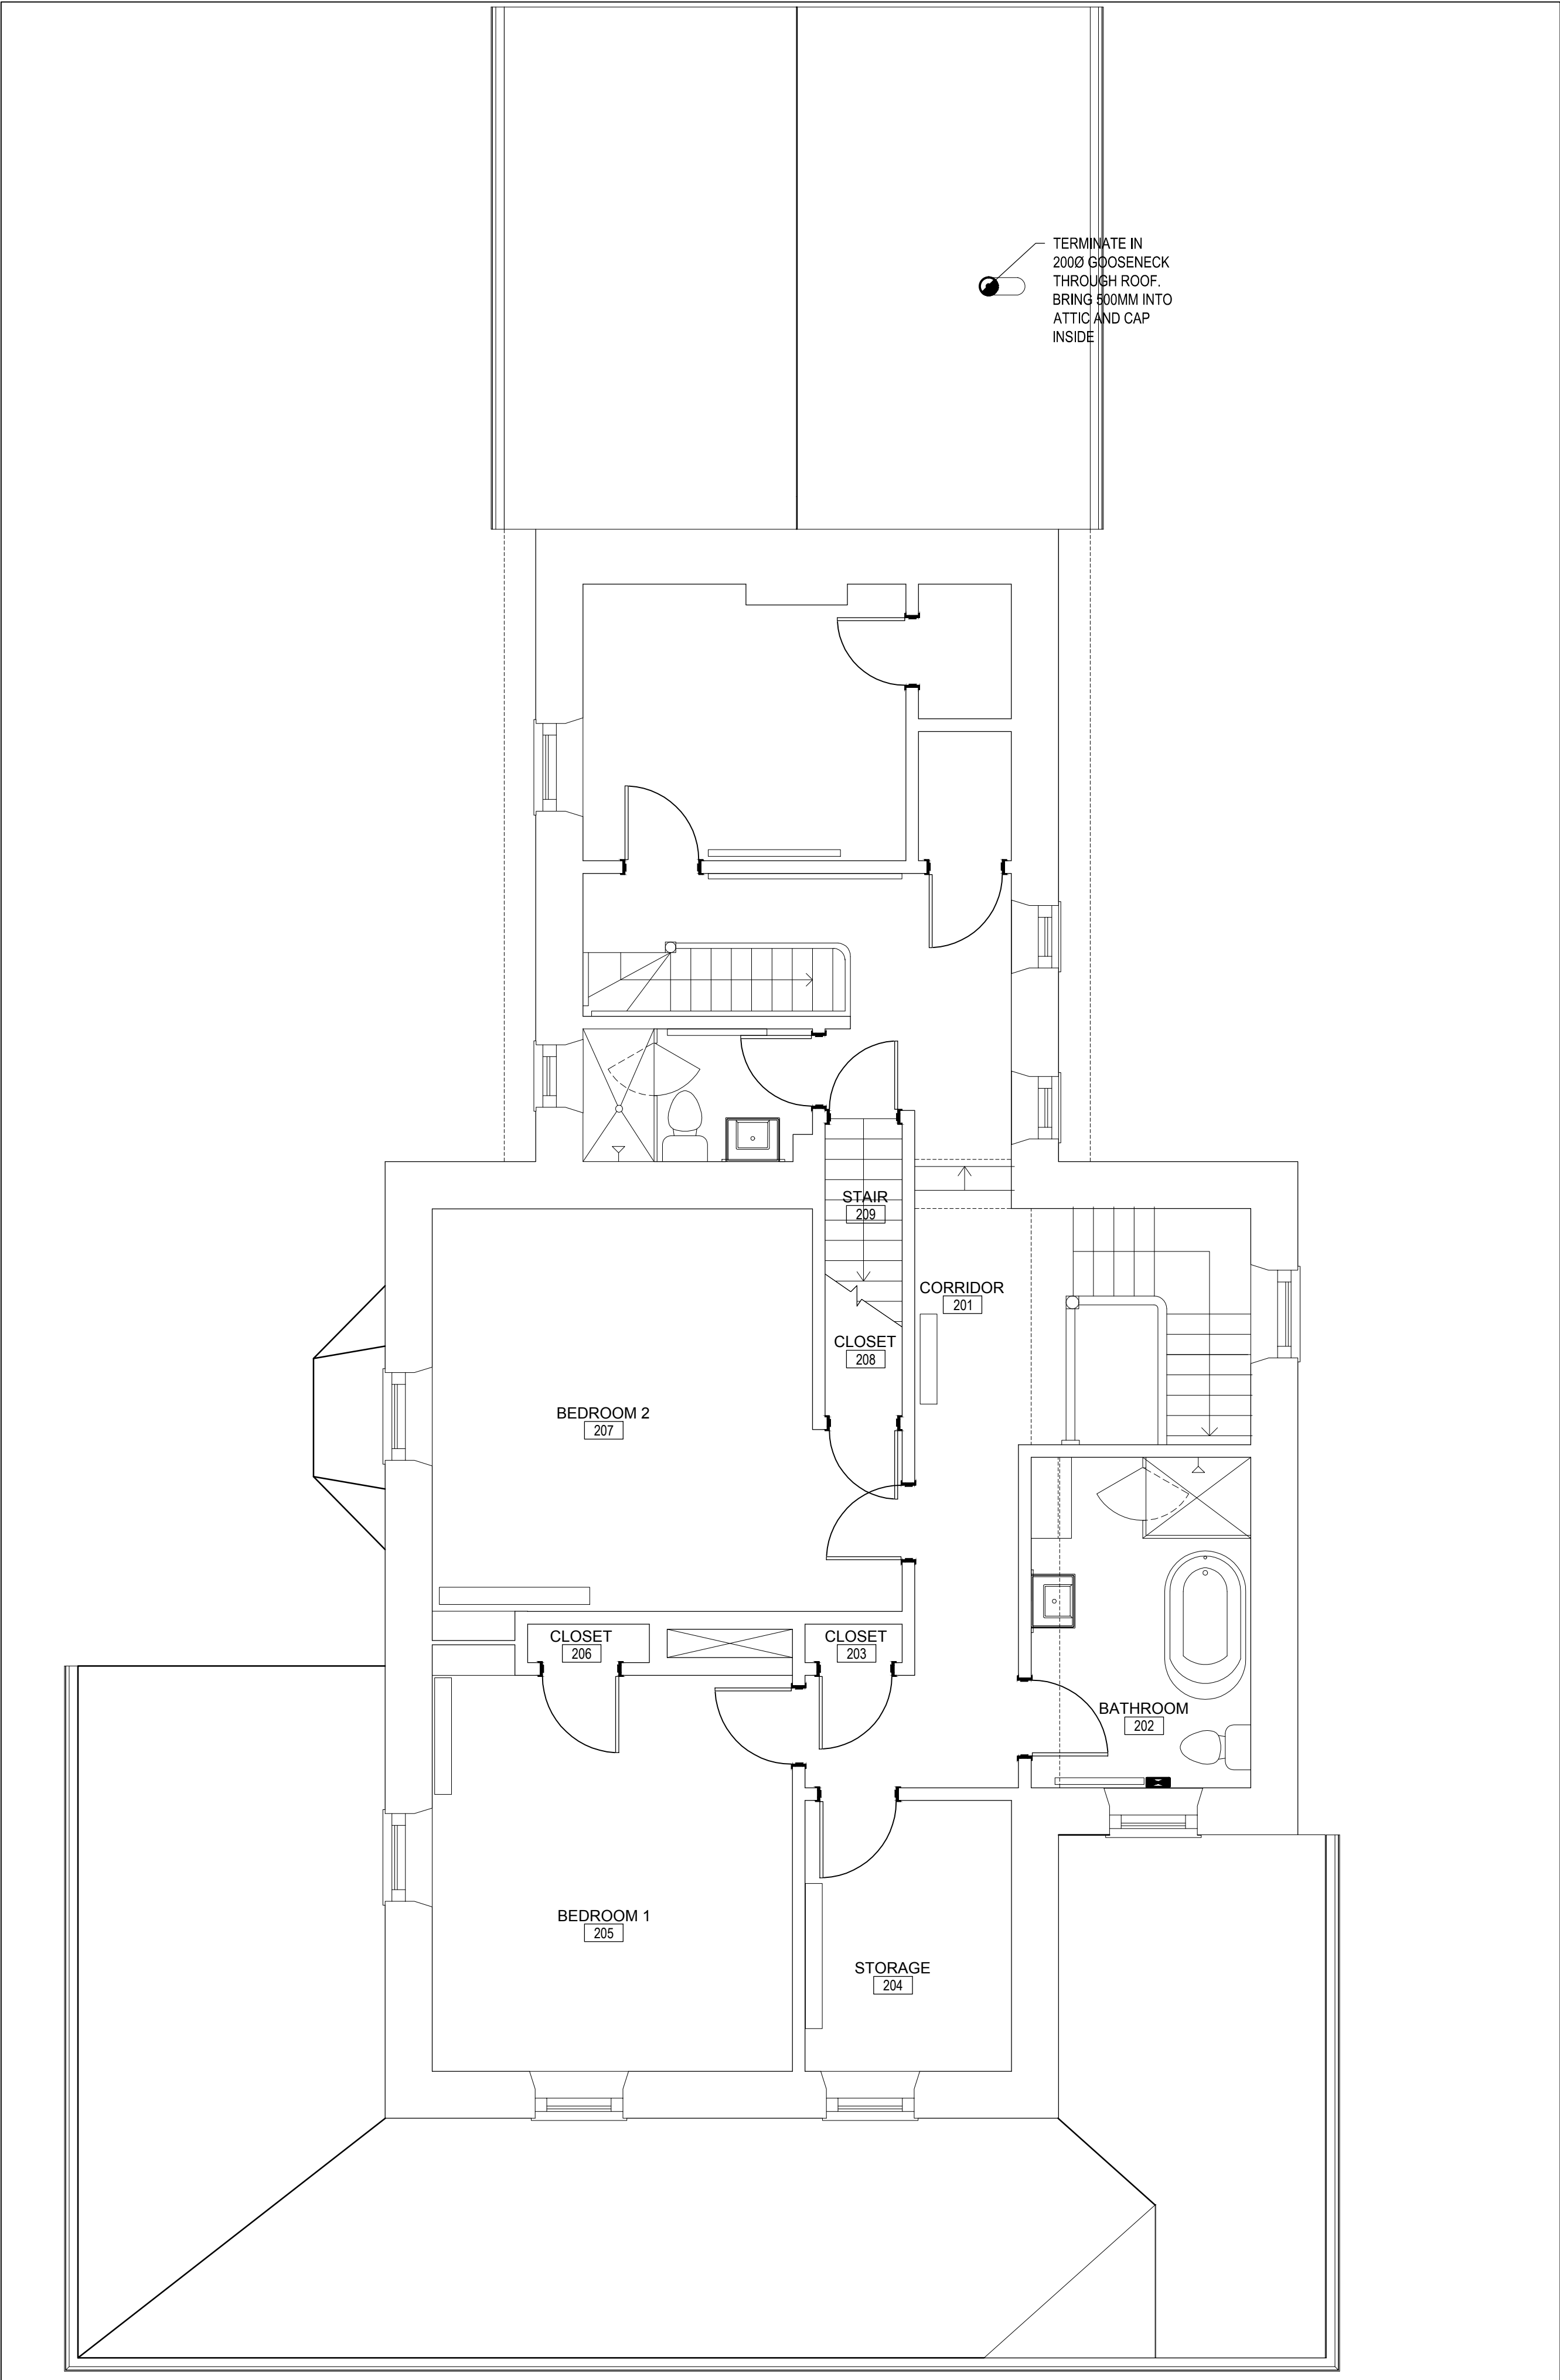 TERMINATE IN
200Ø GOOSENECK
THROUGH ROOF.
BRING 500MM INTO
ATTIC AND CAP
INSIDE
STAIR
209
CORRIDOR
201
CLOSET
208
BEDROOM 2
207
CLOSET
206
CLOSET
203
BATHROOM
202
BEDROOM 1
205
STORAGE
204